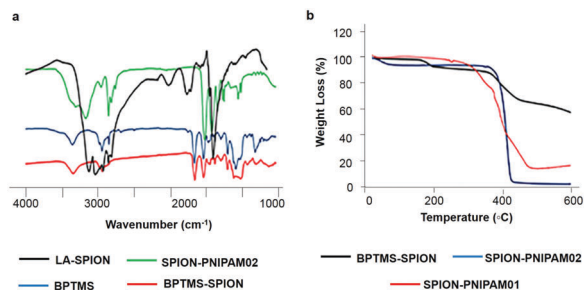 a
4000 3000 2000 1000
Wavenumber (cm-1)
LA-SPION SPION-PNIPAM02
BPTMS BPTMS-SPION
b
Weight Loss (%)
120
100
80
60
40
20
0
0 200 400 600
Temperature (◦C)
BPTMS-SPION SPION-PNIPAM02
SPION-PNIPAM01